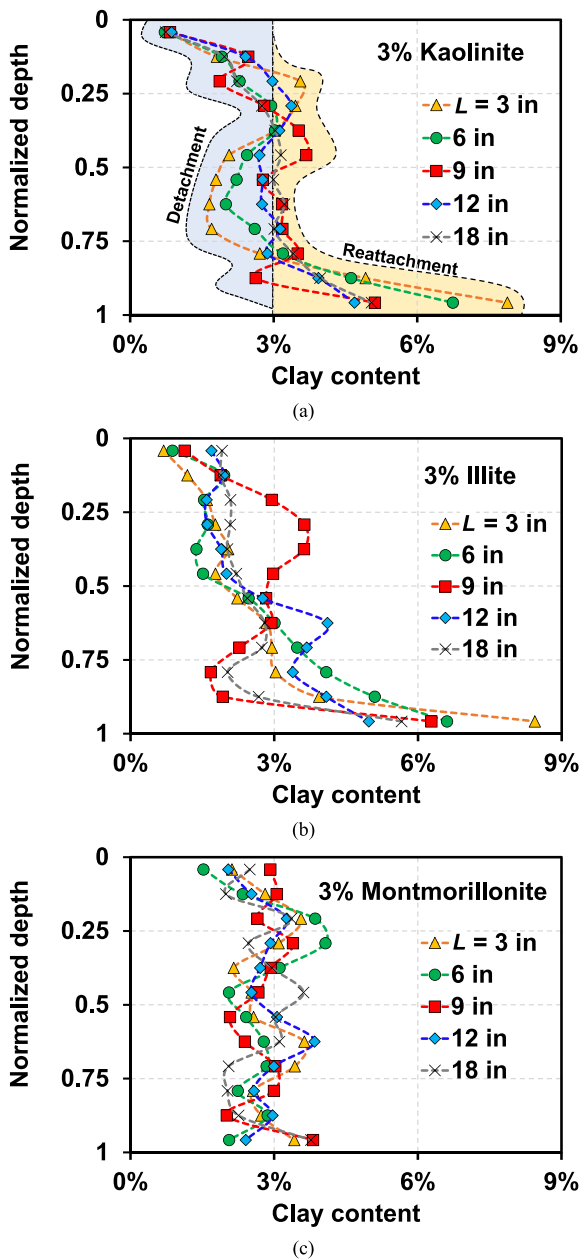 0
0.25
0.5
0.75
1
Normalized depth
3% Kaolinite
L = 3 in
6 in
9 in
12 in
18 in
Detachment
Reattachment
0%
3%
6%
9%
Clay content
(a)
0
0.25
0.5
0.75
1
Normalized depth
3% Illite
L = 3 in
6 in
9 in
12 in
18 in
0%
3%
6%
9%
Clay content
(b)
0
0.25
0.5
0.75
1
Normalized depth
3% Montmorillonite
L = 3 in
6 in
9 in
12 in
18 in
0%
3%
6%
9%
Clay content
(c)